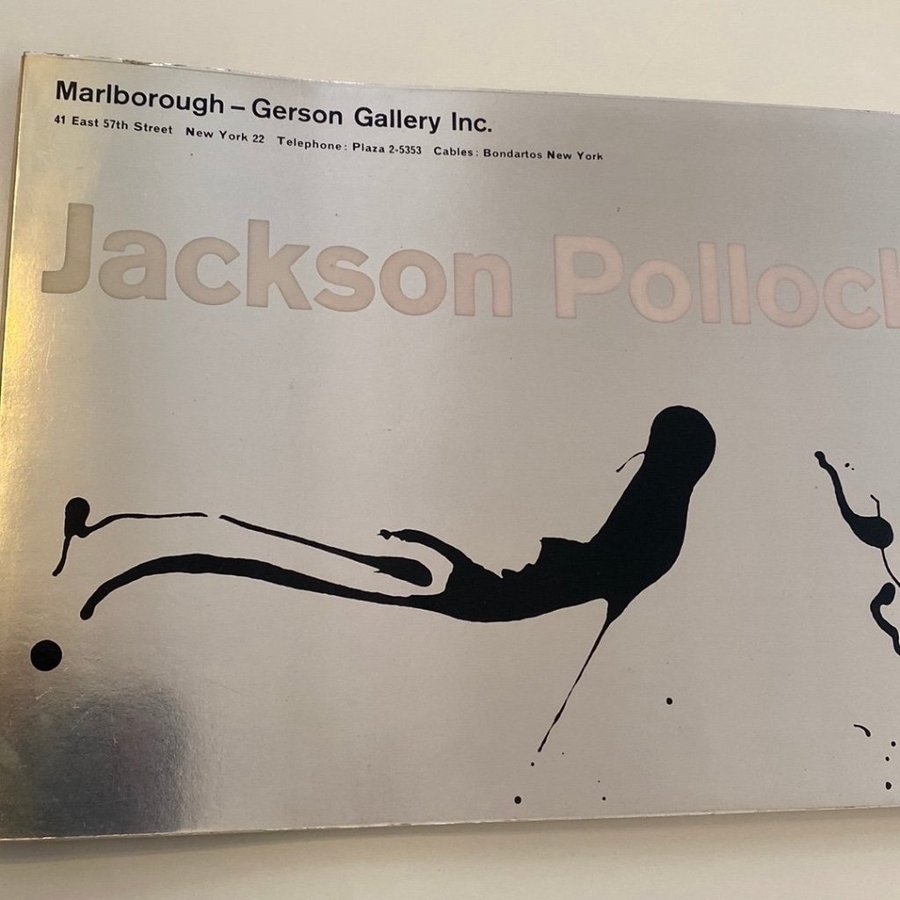 Marlborough – Gerson Gallery Inc.
41 East 57th Street New York 22 Telephone: Plaza 2-5353 Cables: Bondartos New York
Jackson Pollock